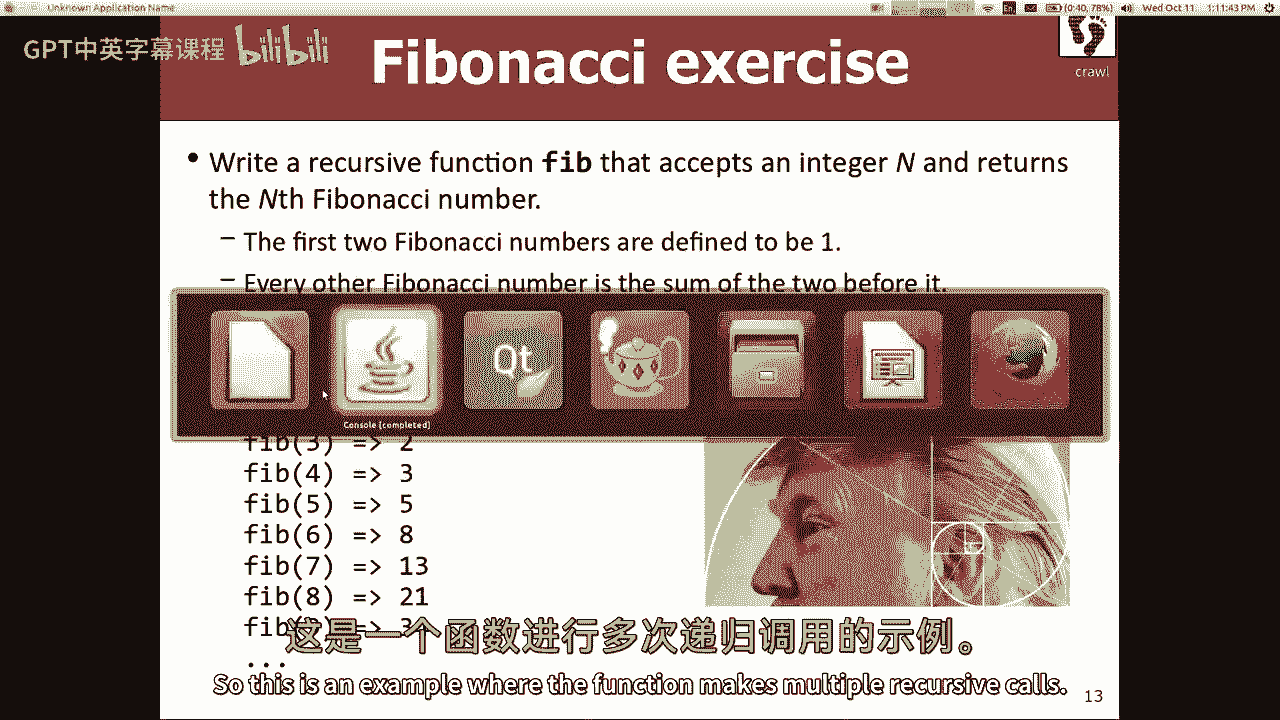 Unknown Application Name
En
(0:40, 78%)
Wed Oct 11 1:11:43 PM
GPT中英字幕课程 bilibili
Fibonacci exercise
crawl
• Write a recursive function fib that accepts an integer N and returns
the Nth Fibonacci number.
– The first two Fibonacci numbers are defined to be 1.
– Every other Fibonacci number is the sum of the two before it.
Qt
Console [completed]
fib(3) => 2
fib(4) => 3
fib(5) => 5
fib(6) => 8
fib(7) => 13
fib(8) => 21
fib
...
这是一个函数进行多次递归调用的示例。
So this is an example where the function makes multiple recursive calls.
13